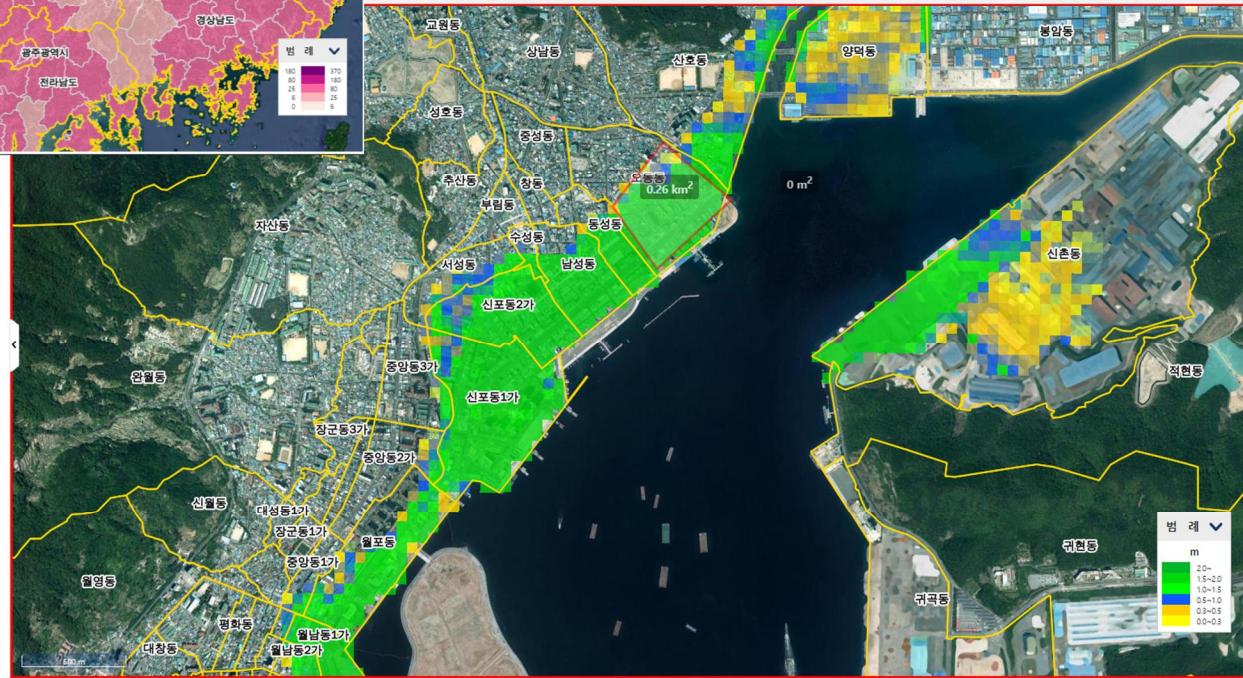 경상남도
광주광역시
전라남도
범 례
180 370
80 180
25 80
6 25
0 6
교원동
상남동
산호동
양덕동
봉암동
성호동
중성동
추산동
창동
오동동
0.26 km²
0 m²
부림동
자산동
동성동
수성동
서성동
남성동
신촌동
신포동2가
중앙동3가
완월동
적현동
신포동1가
장군동3가
중앙동2가
신월동
대성동1가
장군동1가
월포동
귀현동
중앙동1가
월영동
귀곡동
평화동
월남동1가
대창동
월남동2가
600 m
범 례
m
2.0~
1.5~2.0
1.0~1.5
0.5~1.0
0.3~0.5
0.0~0.3